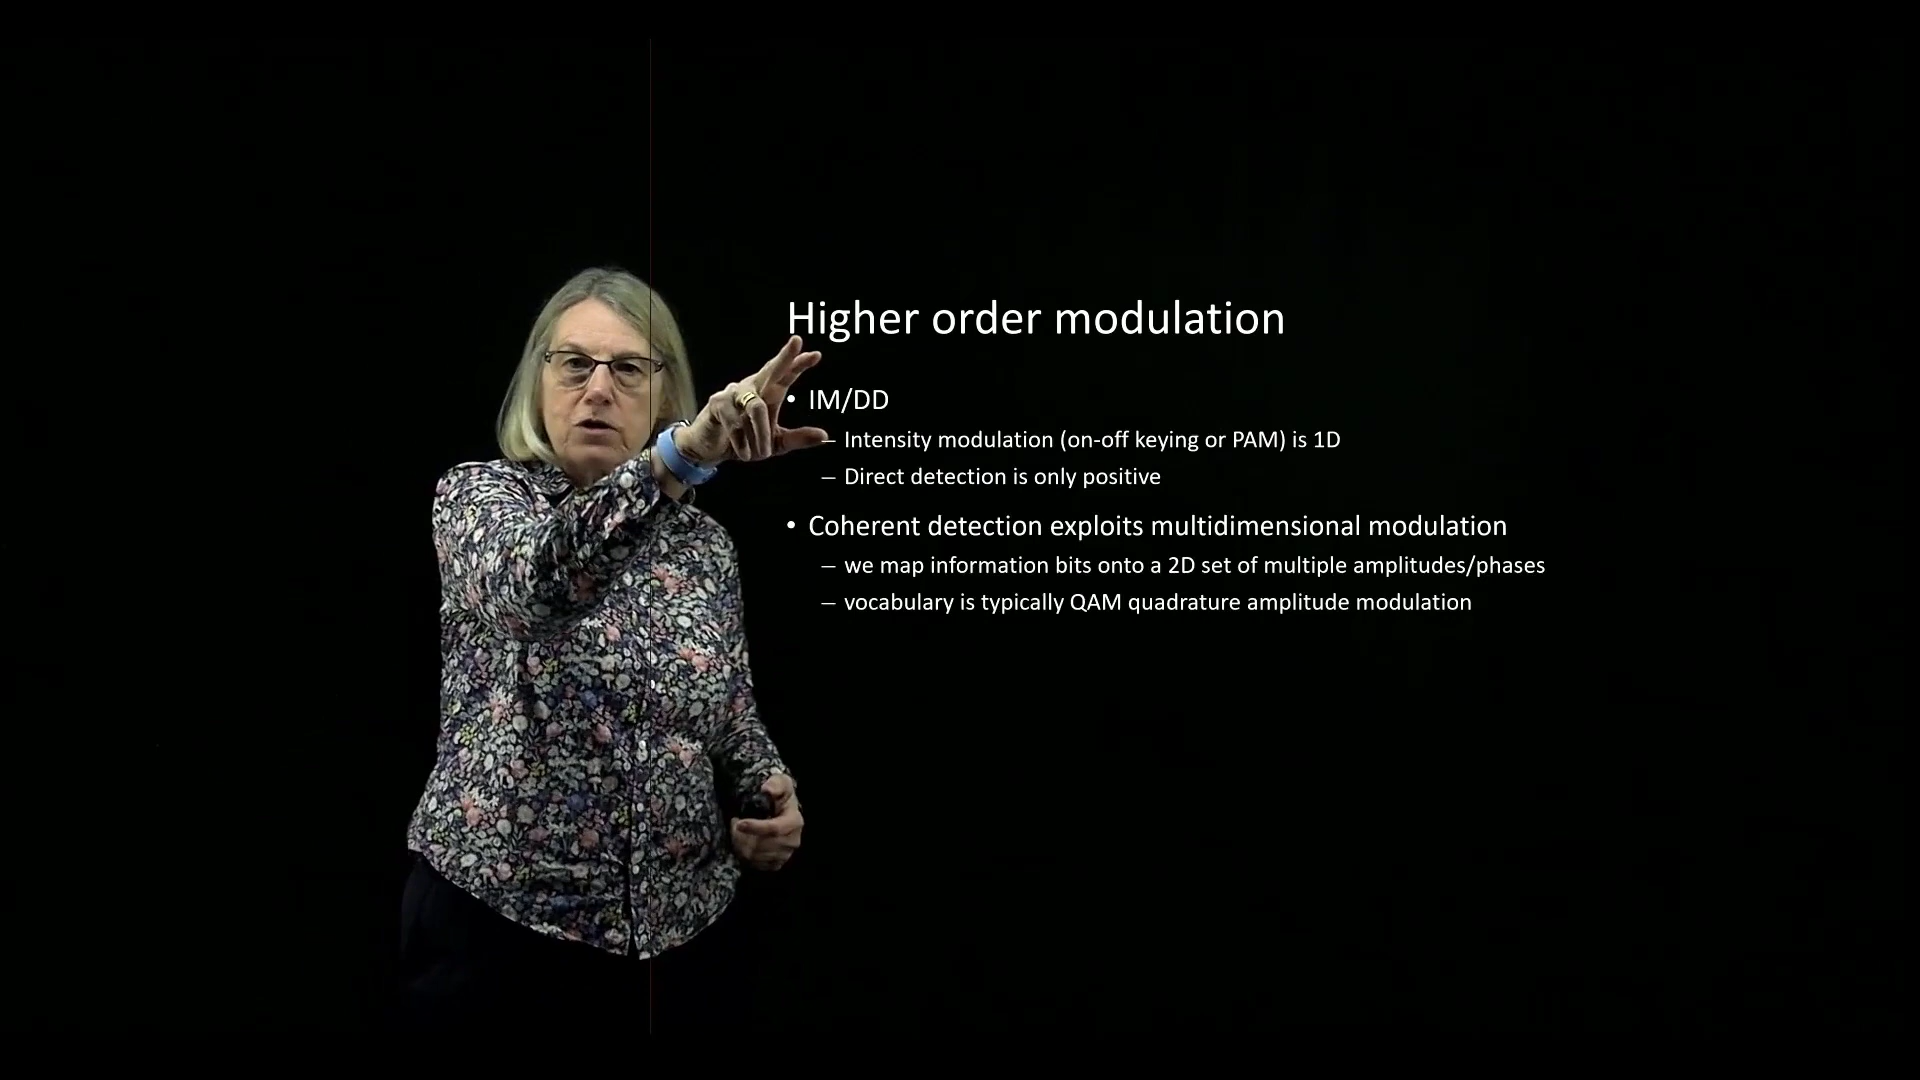 Higher order modulation
• IM/DD
– Intensity modulation (on-off keying or PAM) is 1D
– Direct detection is only positive
• Coherent detection exploits multidimensional modulation
– we map information bits onto a 2D set of multiple amplitudes/phases
– vocabulary is typically QAM quadrature amplitude modulation